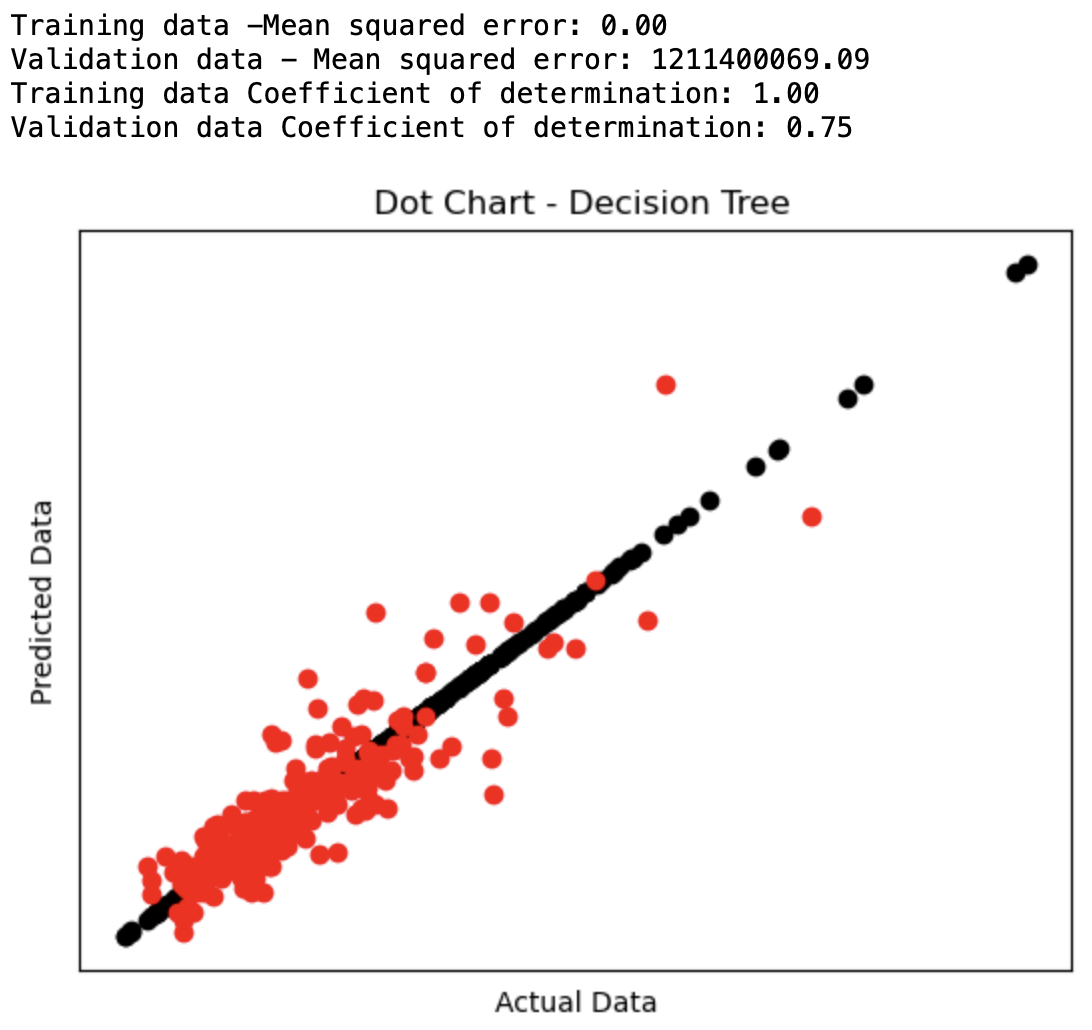 Training data –Mean squared error: 0.00
Validation data – Mean squared error: 1211400069.09
Training data Coefficient of determination: 1.00
Validation data Coefficient of determination: 0.75
Dot Chart - Decision Tree
Predicted Data
Actual Data